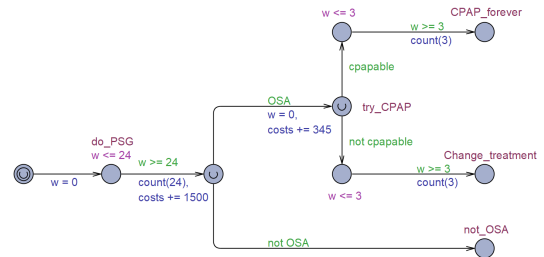 w <= 3
CPAP_forever
w >= 3
count(3)
cpapable
OSA
w = 0,
costs += 345
try_CPAP
not cpapable
do_PSG
w <= 24
w >= 24
w = 0
count(24),
costs += 1500
Change_treatment
w >= 3
count(3)
w <= 3
not_OSA
not OSA